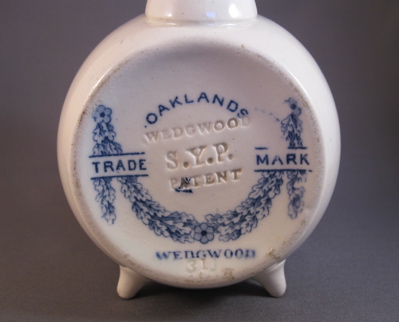 OAKLANDS
WEDGWOOD
S.Y.P.
TRADE MARK
PATENT
WEDGWOOD